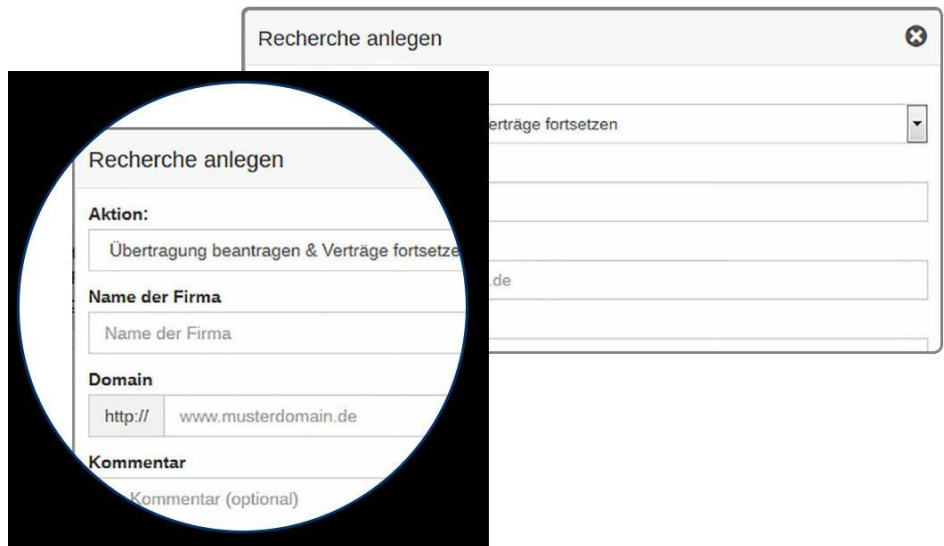 Recherche anlegen
erträge fortsetzen
.de
Recherche anlegen
Aktion:
Übertragung beantragen & Verträge fortsetze
Name der Firma
Name der Firma
Domain
http:// www.musterdomain.de
Kommentar
Kommentar (optional)